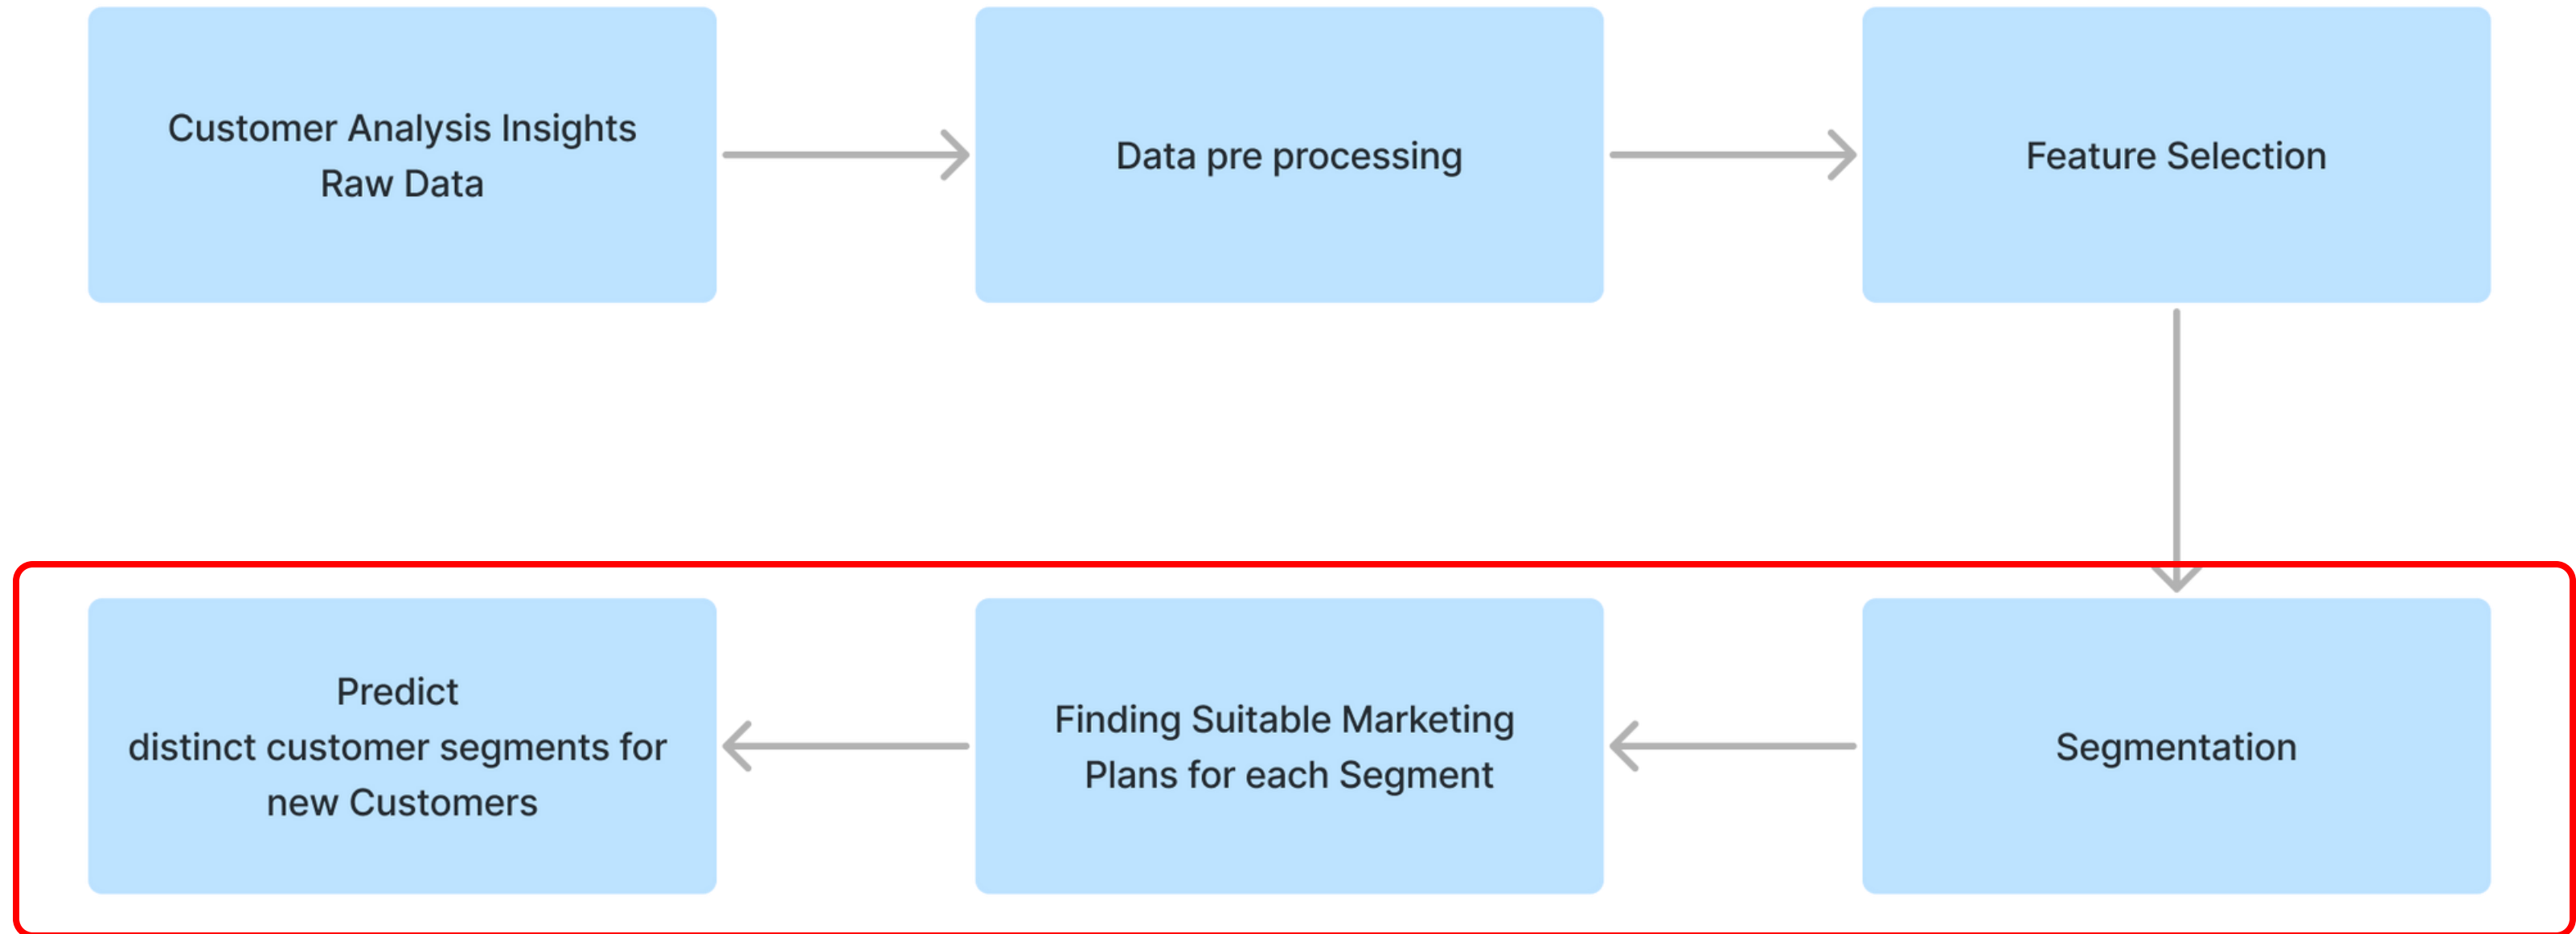 Customer Analysis Insights
Raw Data
Data pre processing
Feature Selection
Predict
distinct customer segments for
new Customers
Finding Suitable Marketing
Plans for each Segment
Segmentation